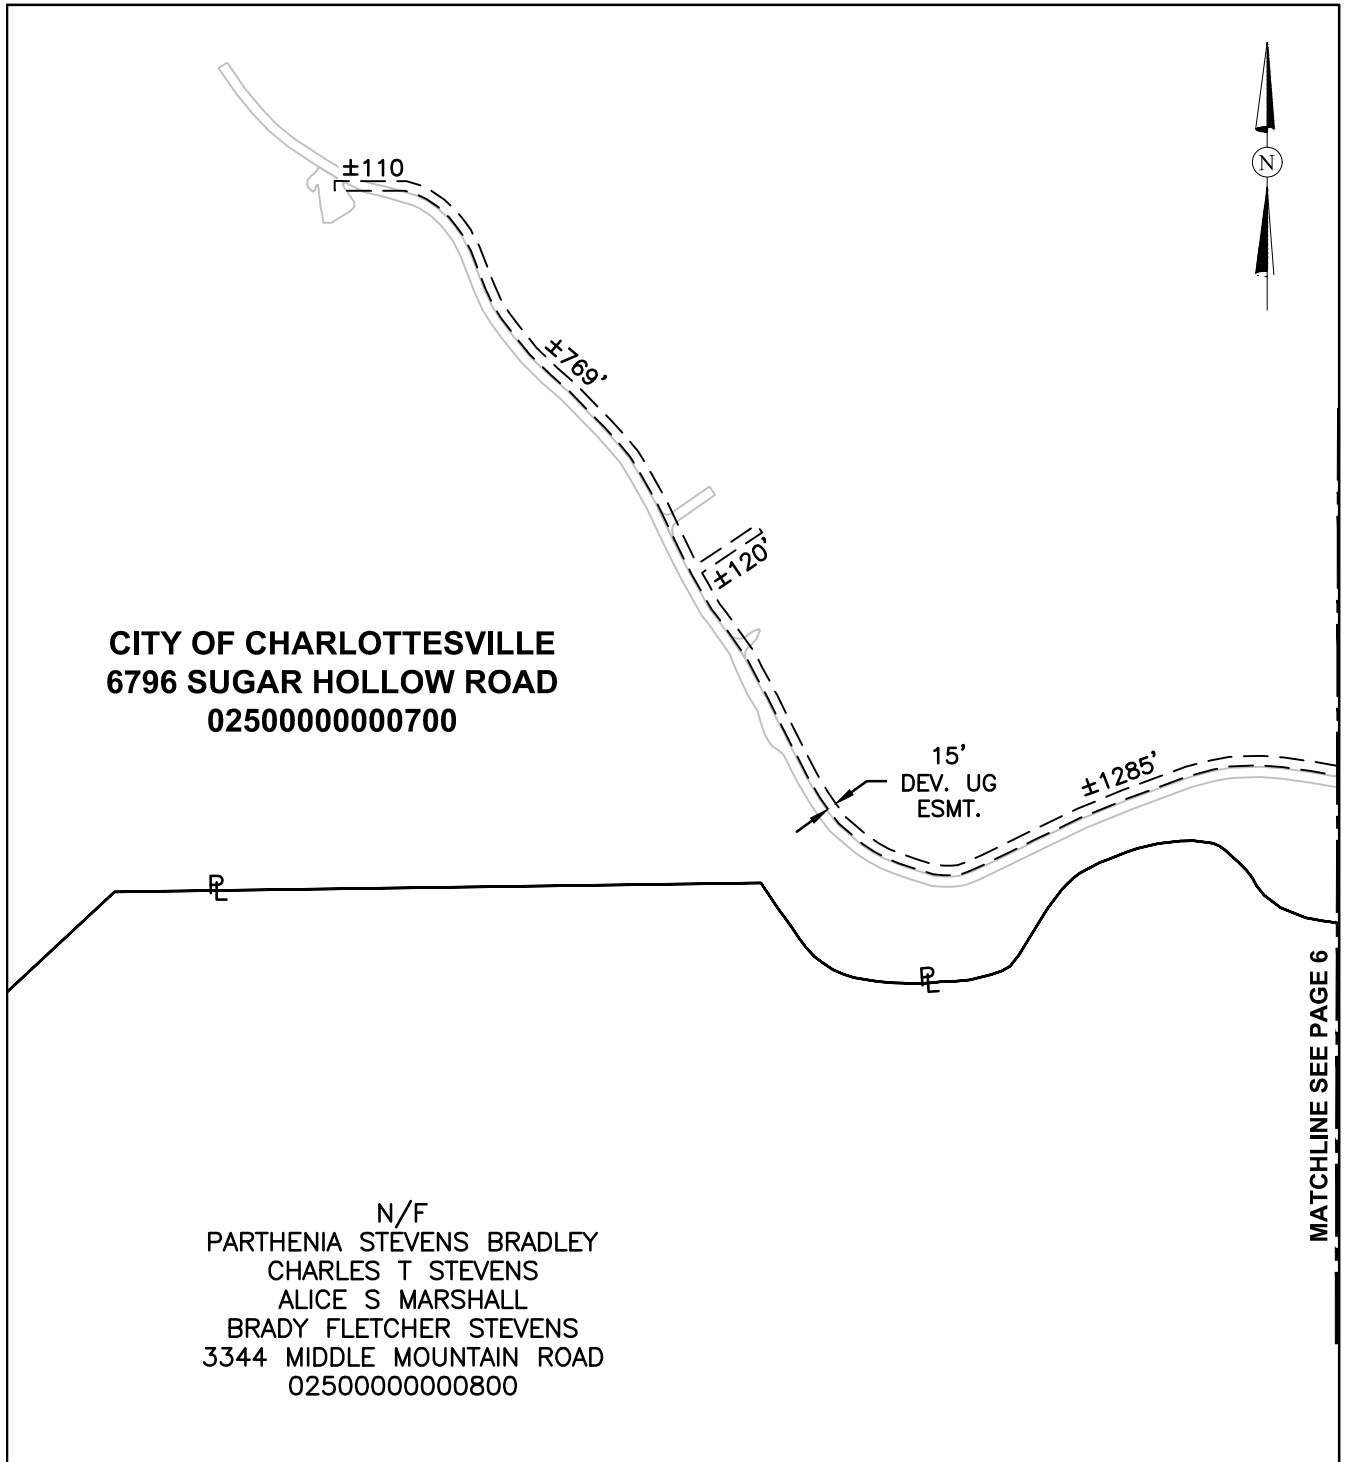 ±110
N
±769'
±120'
CITY OF CHARLOTTESVILLE
6796 SUGAR HOLLOW ROAD
02500000000700
15'
DEV. UG
ESMT.
±1285'
PL
PL
MATCHLINE SEE PAGE 6
N/F
PARTHENIA STEVENS BRADLEY
CHARLES T STEVENS
ALICE S MARSHALL
BRADY FLETCHER STEVENS
3344 MIDDLE MOUNTAIN ROAD
02500000000800